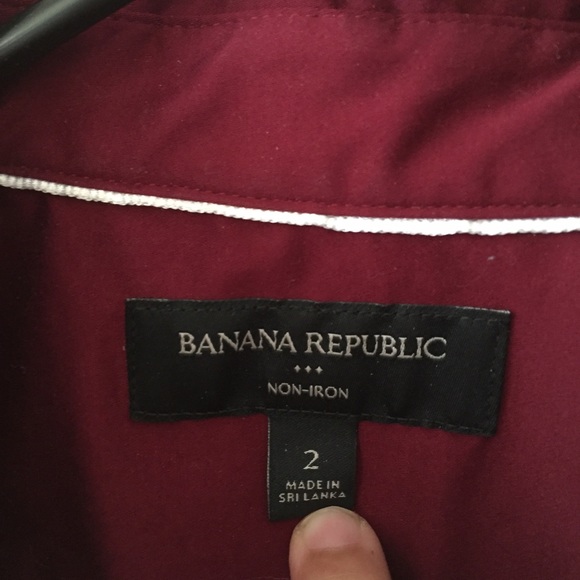 BANANA REPUBLIC
NON-IRON
2
MADE IN
SRI LANKA